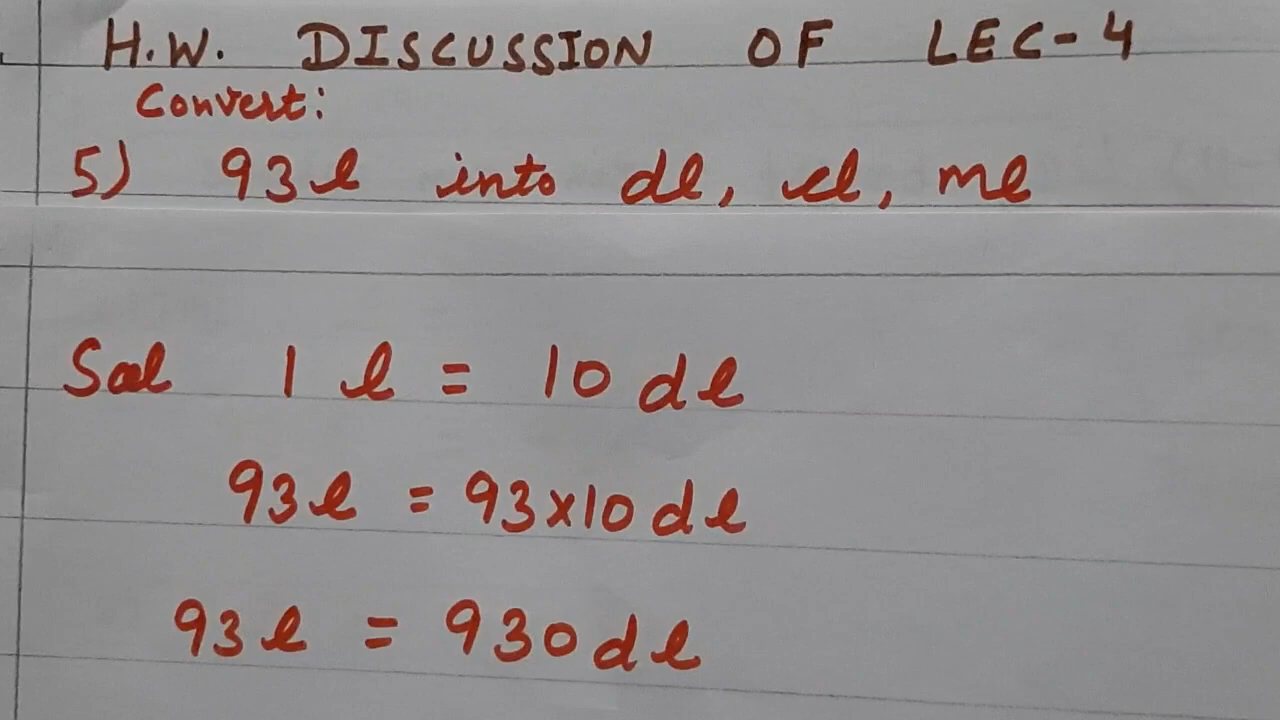 H.W. DISCUSSION OF LEC-4
Convert:
5) 93l into dl, cl, ml
Sol 1 l = 10 dl
93l = 93x10 dl
93l = 930 dl